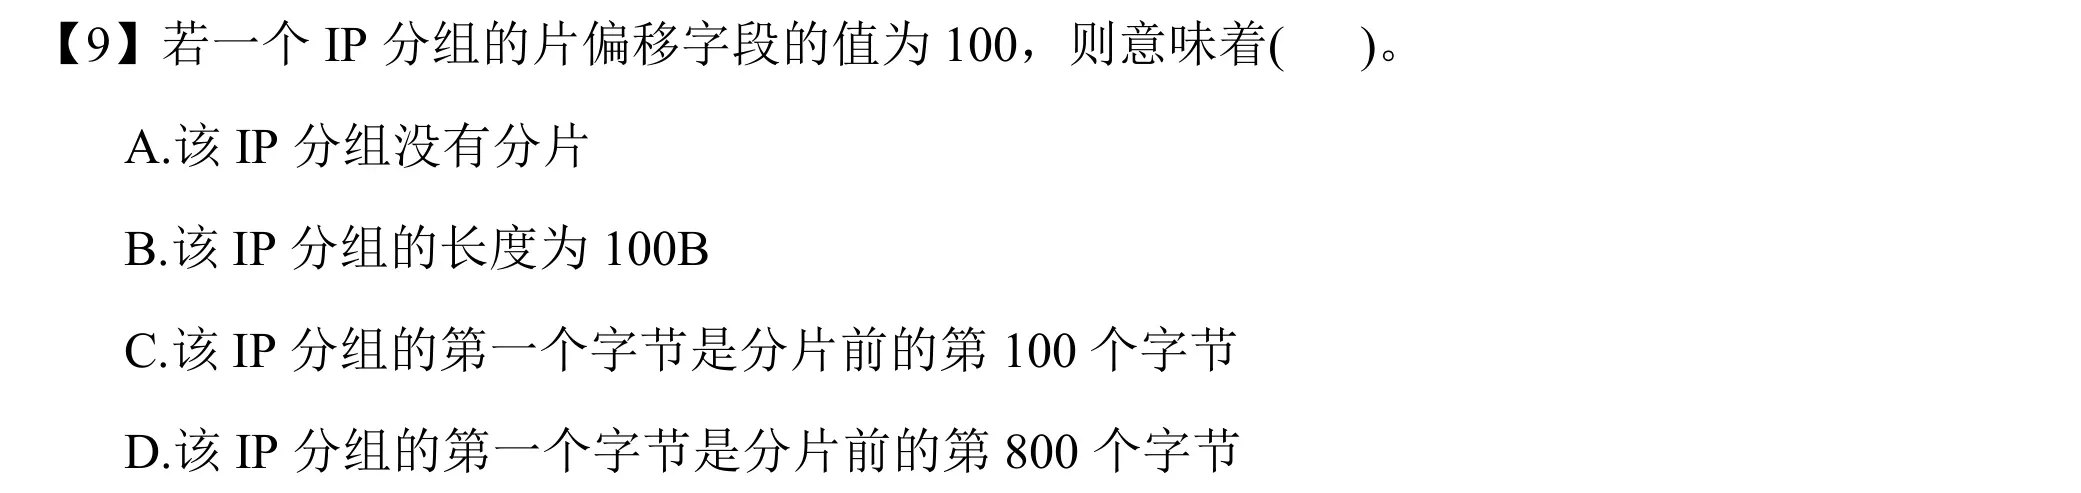 【9】若一个 IP 分组的片偏移字段的值为 100，则意味着(    )。
A.该 IP 分组没有分片
B.该 IP 分组的长度为 100B
C.该 IP 分组的第一个字节是分片前的第 100 个字节
D.该 IP 分组的第一个字节是分片前的第 800 个字节